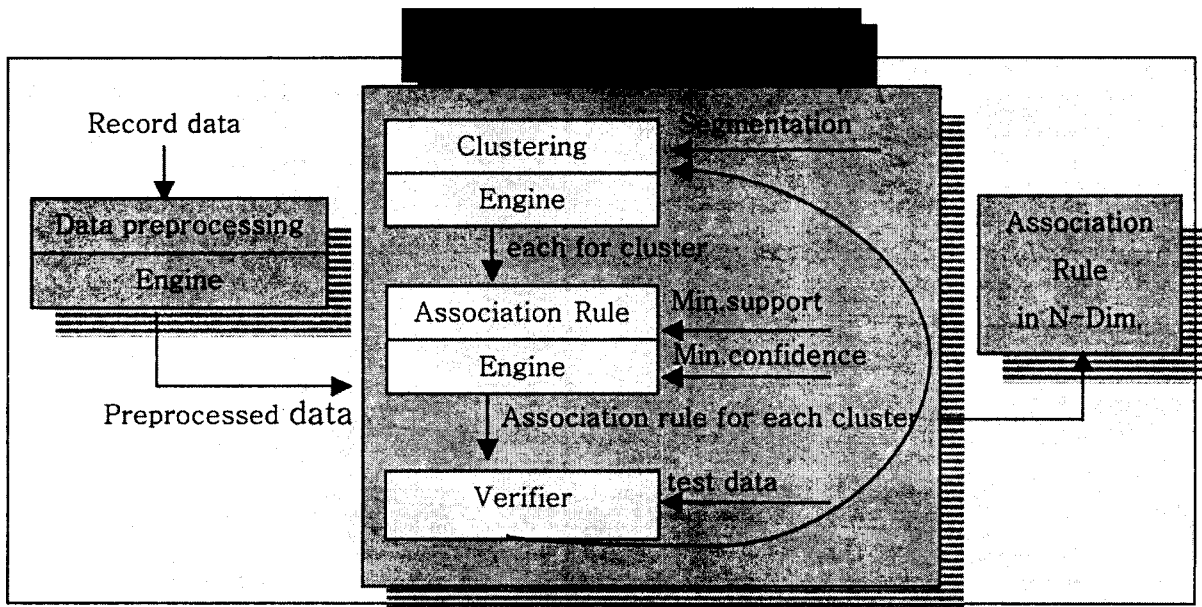 Record data
Data preprocessing
Engine
Preprocessed data
Clustering
Engine
Segmentation
each for cluster
Association Rule
Engine
Min.support
Min.confidence
Association rule for each cluster
Verifier
test data
Association
Rule
in N-Dim.